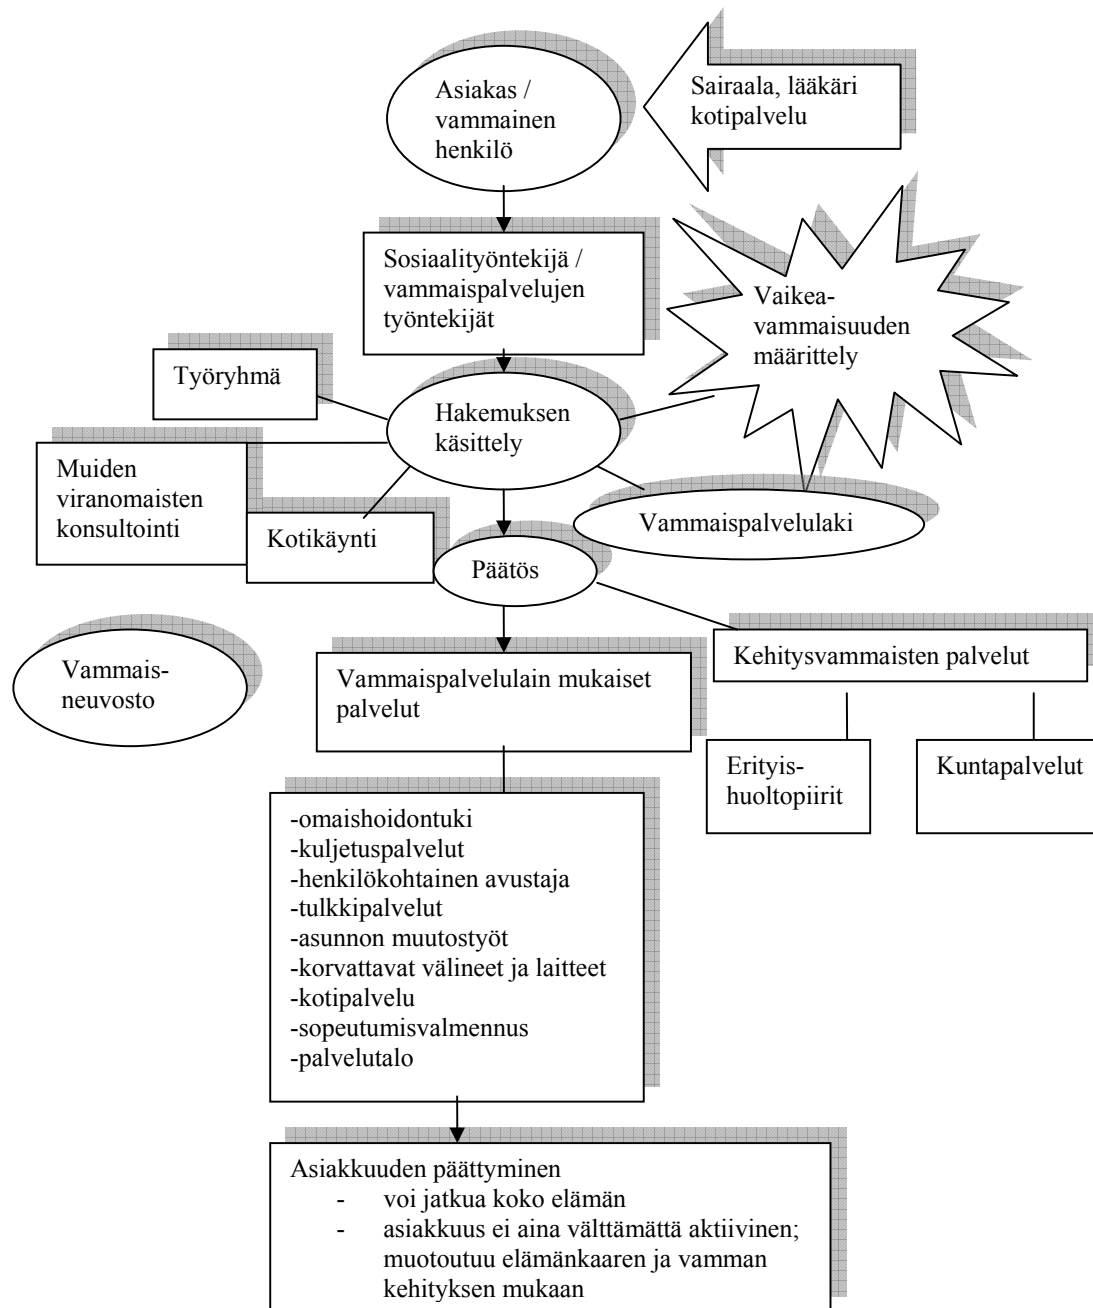 Asiakas /
vammainen
henkilö
Sairaala, lääkäri
kotipalvelu
Sosiaalityöntekijä /
vammaispalvelujen
työntekijät
Vaikea-
vammaisuuden
määrittely
Työryhmä
Hakemuksen
käsittely
Muiden
viranomaisten
konsultointi
Kotikäynti
Vammaispalvelulaki
Päätös
Vammais-
neuvosto
Vammaispalvelulain mukaiset
palvelut
Kehitysvammaisten palvelut
Erityis-
huoltopiirit
Kuntapalvelut
-omaishoidontuki
-kuljetuspalvelut
-henkilökohtainen avustaja
-tulkkipalvelut
-asunnon muutostyöt
-korvattavat välineet ja laitteet
-kotipalvelu
-sopeutumisvalmennus
-palvelutalo
Asiakkuuden päättyminen
- voi jatkua koko elämän
- asiakkuus ei aina välttämättä aktiivinen;
muotoutuu elämänkaaren ja vamman
kehityksen mukaan